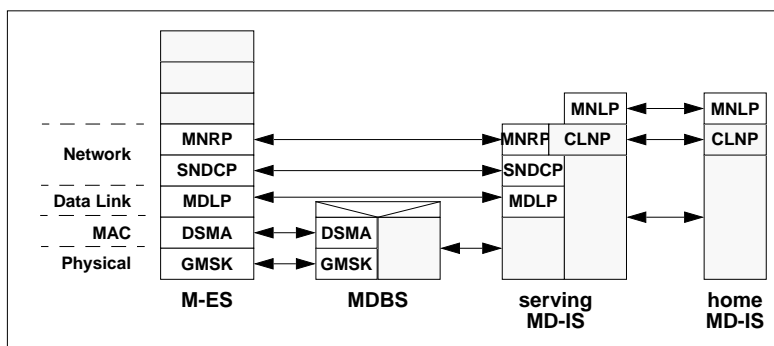 MNLP MNLP
MNRP MNRP CLNP CLNP
Network
SNDCP SNDCP
Data Link MDLP MDLP
MAC DSMA DSMA
Physical GMSK GMSK
M-ES MDBS serving MD-IS home MD-IS